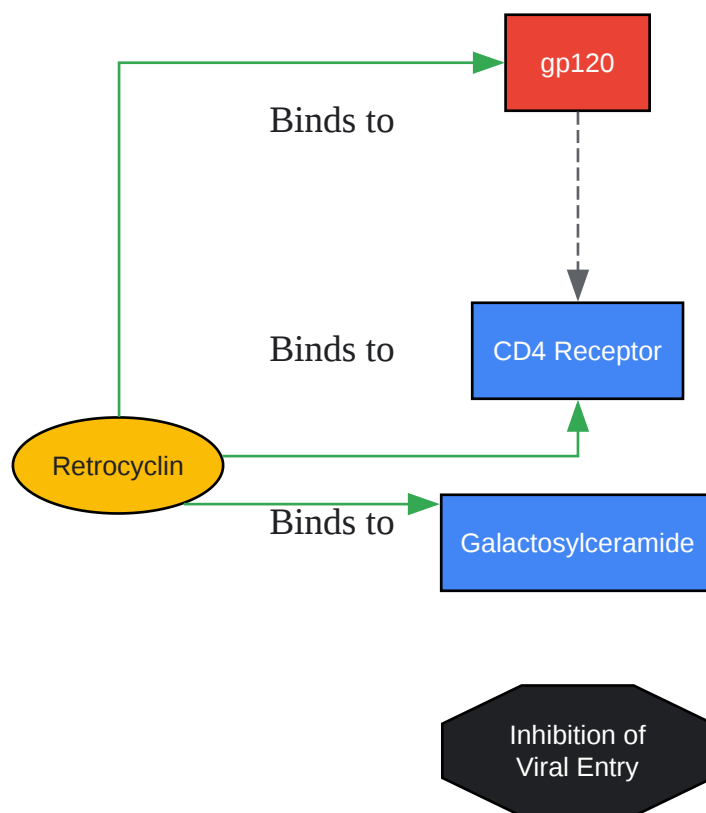 gp120
Binds to
Binds to
CD4 Receptor
Retrocyclin
Binds to
Galactosylceramide
Inhibition of
Viral Entry